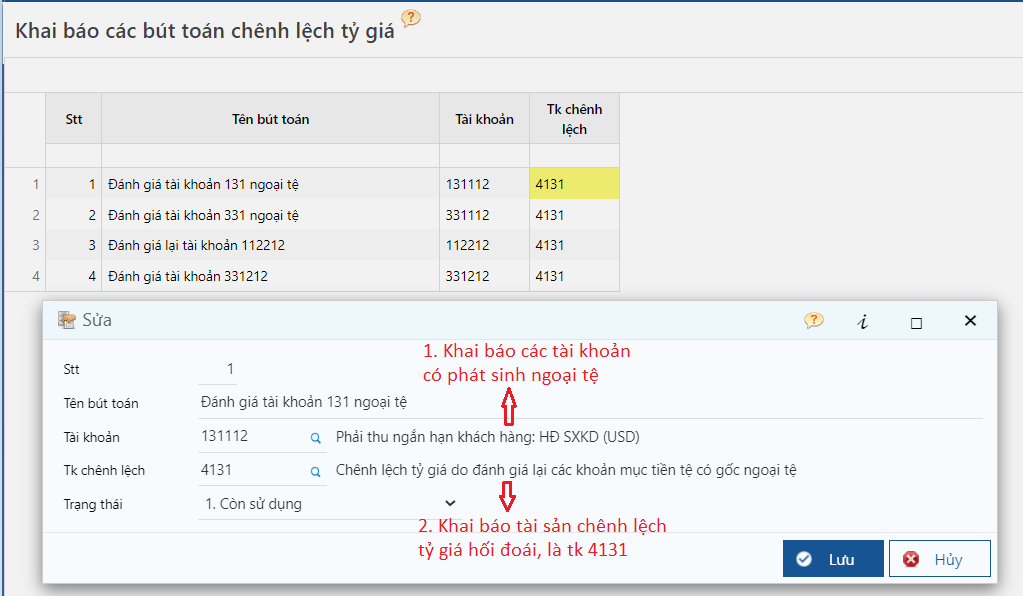 Khai báo các bút toán chênh lệch tỷ giá ?
Stt Tên bút toán Tài khoản Tk chênh lệch
1 1 Đánh giá tài khoản 131 ngoại tệ 131112 4131
2 2 Đánh giá tài khoản 331 ngoại tệ 331112 4131
3 3 Đánh giá lại tài khoản 112212 112212 4131
4 4 Đánh giá tài khoản 331212 331212 4131
Sửa ? i
1. Khai báo các tài khoản
có phát sinh ngoại tệ
Stt 1
Tên bút toán Đánh giá tài khoản 131 ngoại tệ
Tài khoản 131112 Phải thu ngắn hạn khách hàng: HĐ SXKD (USD)
Tk chênh lệch 4131 Chênh lệch tỷ giá do đánh giá lại các khoản mục tiền tệ có gốc ngoại tệ
Trạng thái 1. Còn sử dụng
2. Khai báo tài sản chênh lệch
tỷ giá hối đoái, là tk 4131
Lưu Hủy